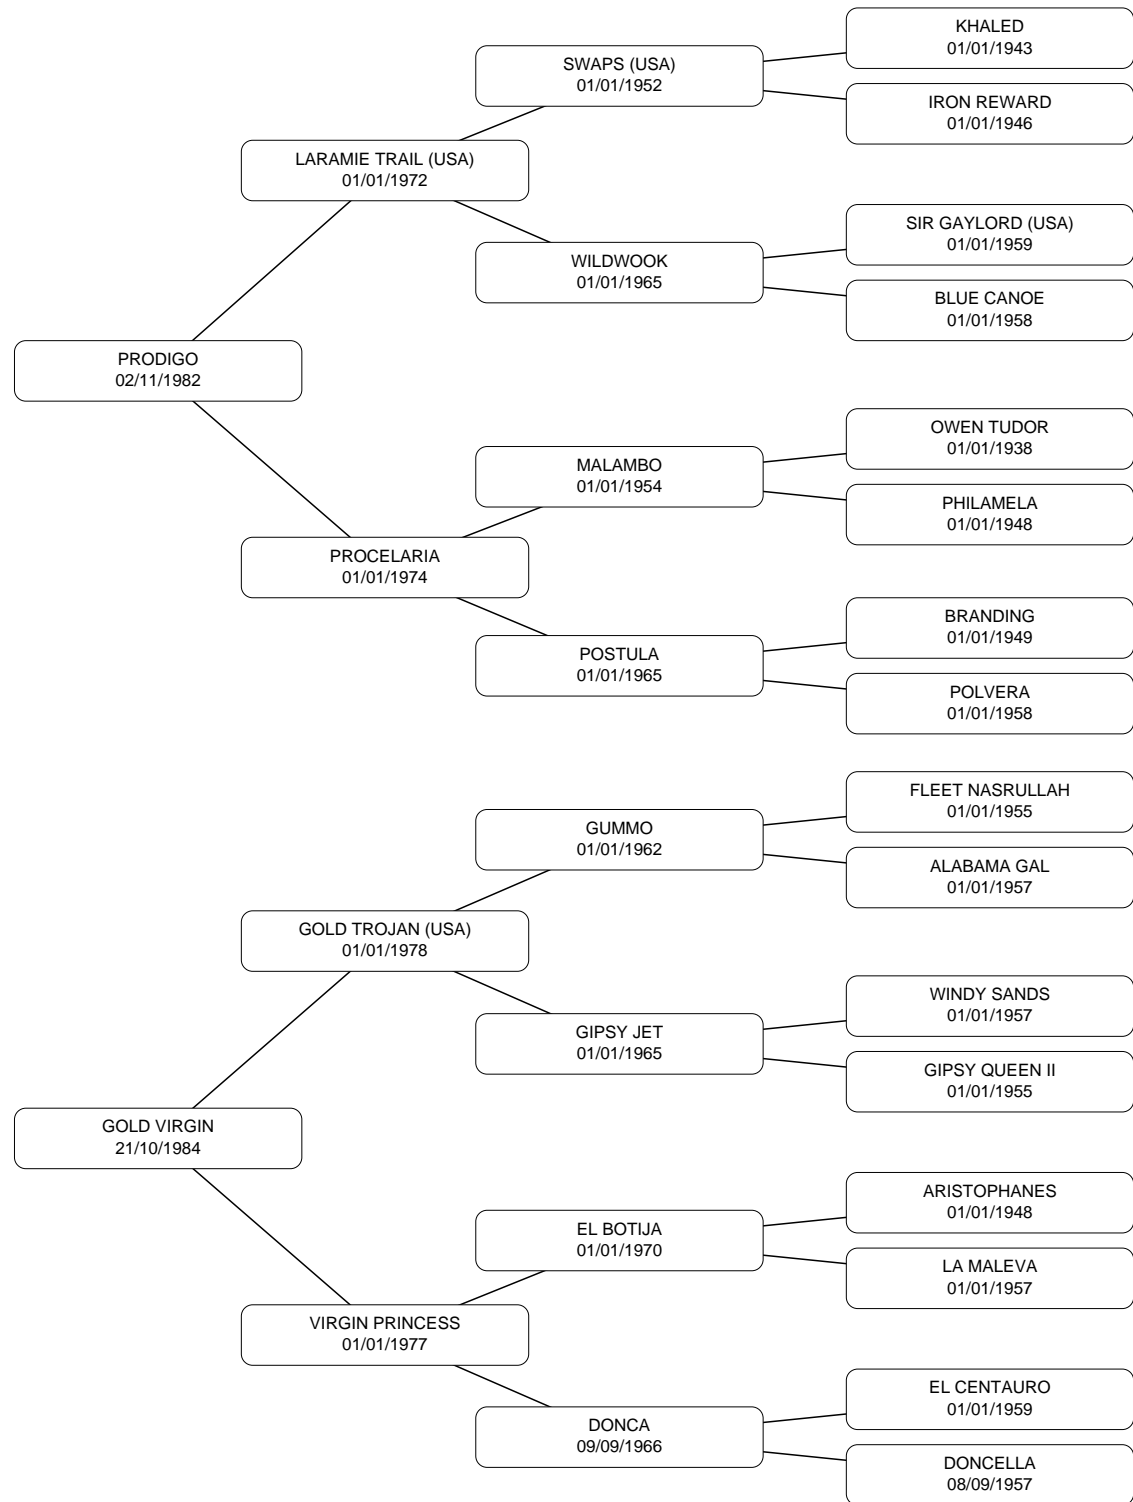 KHALED
01/01/1943
SWAPS (USA)
01/01/1952
IRON REWARD
01/01/1946
LARAMIE TRAIL (USA)
01/01/1972
SIR GAYLORD (USA)
01/01/1959
WILDWOOK
01/01/1965
BLUE CANOE
01/01/1958
PRODIGO
02/11/1982
OWEN TUDOR
01/01/1938
MALAMBO
01/01/1954
PHILAMELA
01/01/1948
PROCELARIA
01/01/1974
BRANDING
01/01/1949
POSTULA
01/01/1965
POLVERA
01/01/1958
FLEET NASRULLAH
01/01/1955
GUMMO
01/01/1962
ALABAMA GAL
01/01/1957
GOLD TROJAN (USA)
01/01/1978
WINDY SANDS
01/01/1957
GIPSY JET
01/01/1965
GIPSY QUEEN II
01/01/1955
GOLD VIRGIN
21/10/1984
ARISTOPHANES
01/01/1948
EL BOTIJA
01/01/1970
LA MALEVA
01/01/1957
VIRGIN PRINCESS
01/01/1977
EL CENTAURO
01/01/1959
DONCA
09/09/1966
DONCELLA
08/09/1957